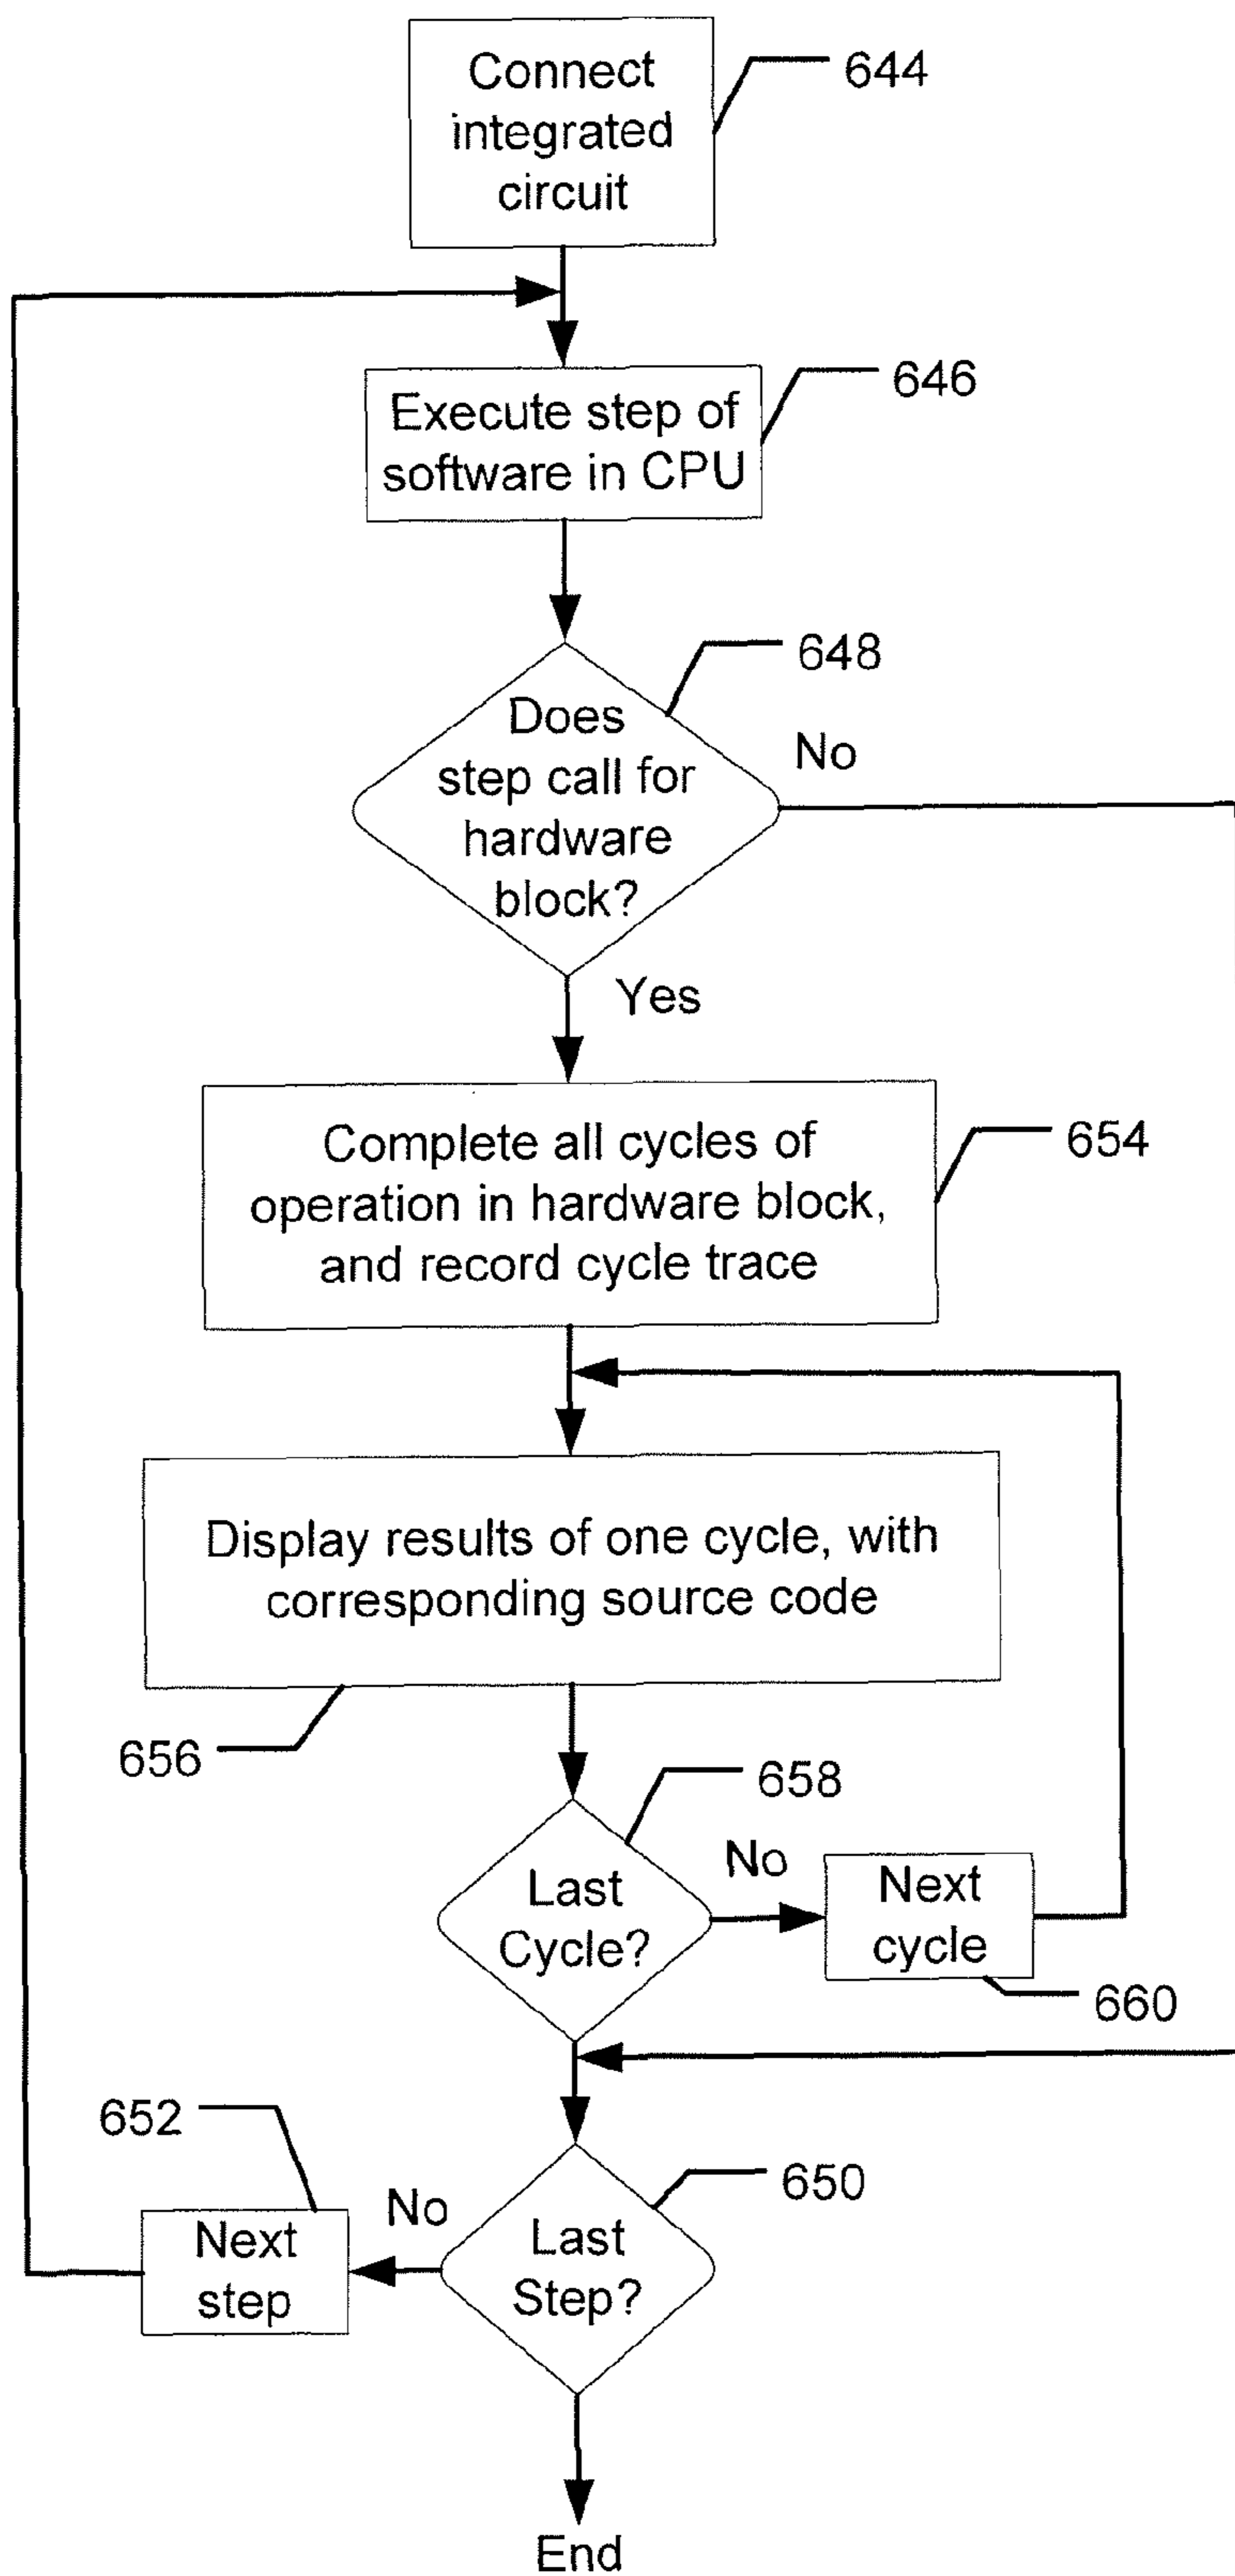 Connect
integrated
circuit
644
Execute step of
software in CPU
646
648
Does
step call for
hardware
block?
No
Yes
Complete all cycles of
operation in hardware block,
and record cycle trace
654
Display results of one cycle, with
corresponding source code
656
658
Last
Cycle?
No
Next
cycle
660
652
650
Next
step
No
Last
Step?
End